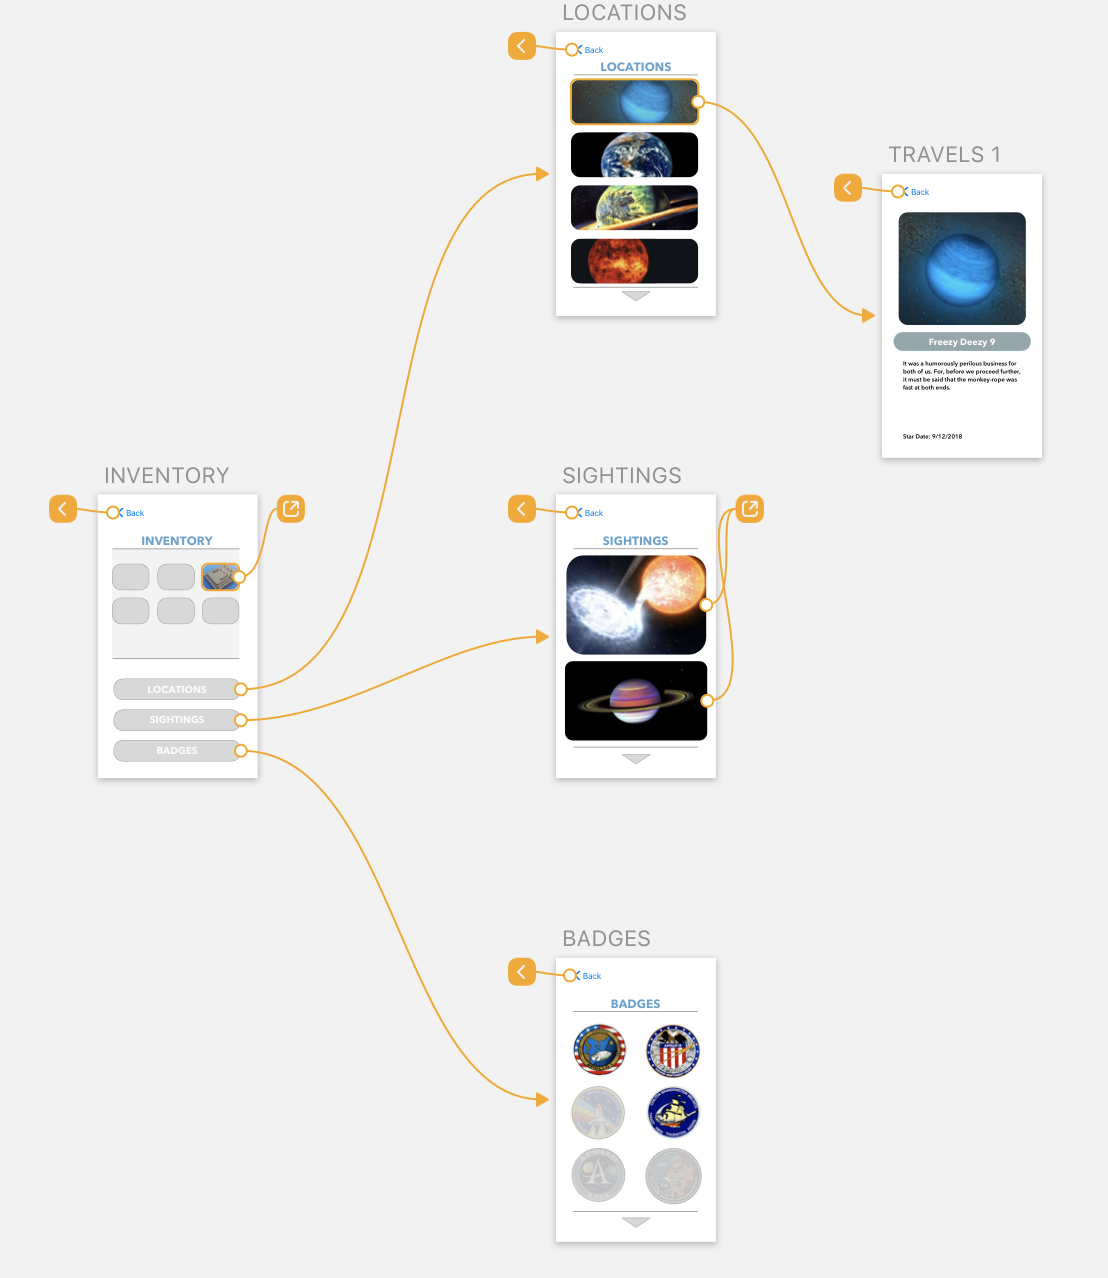 LOCATIONS
Back
LOCATIONS
TRAVELS 1
Back
Freezy Deezy 9
It was a humorously perilous business for
both of us. For, before we proceed further,
it must be said that the monkey-rope was
fast at both ends.
Star Date: 9/12/2018
INVENTORY
Back
INVENTORY
LOCATIONS
SIGHTINGS
BADGES
SIGHTINGS
Back
SIGHTINGS
BADGES
Back
BADGES